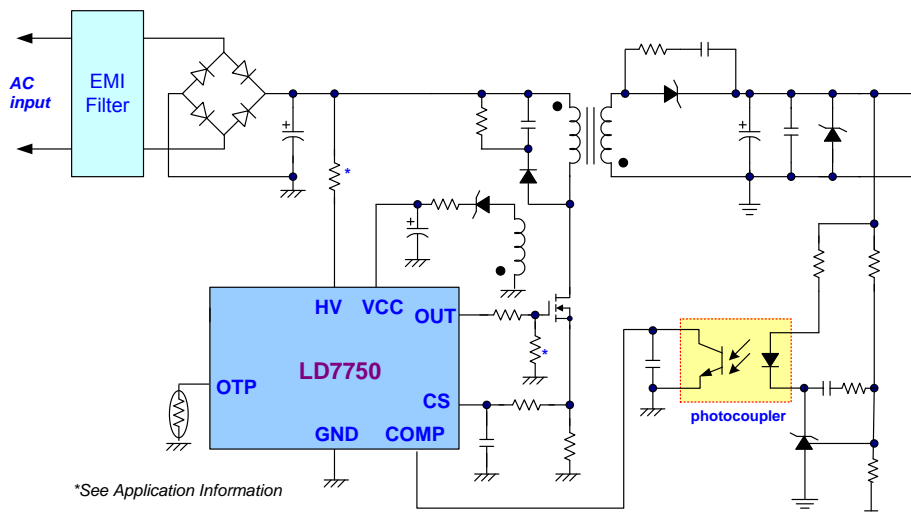 AC
input
EMI
Filter
+
*
+
+
HV
VCC
OUT
*
LD7750
OTP
CS
GND
COMP
photocoupler
*See Application Information